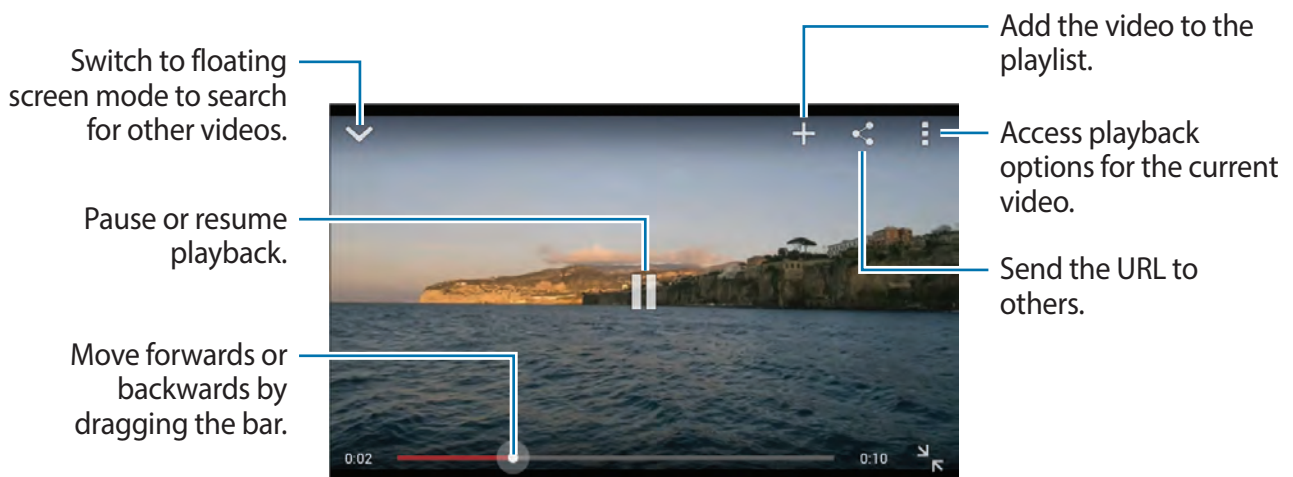 Switch to floating
screen mode to search
for other videos.
Pause or resume
playback.
Move forwards or
backwards by
dragging the bar.
Add the video to the
playlist.
Access playback
options for the current
video.
Send the URL to
others.
0:02
0:10